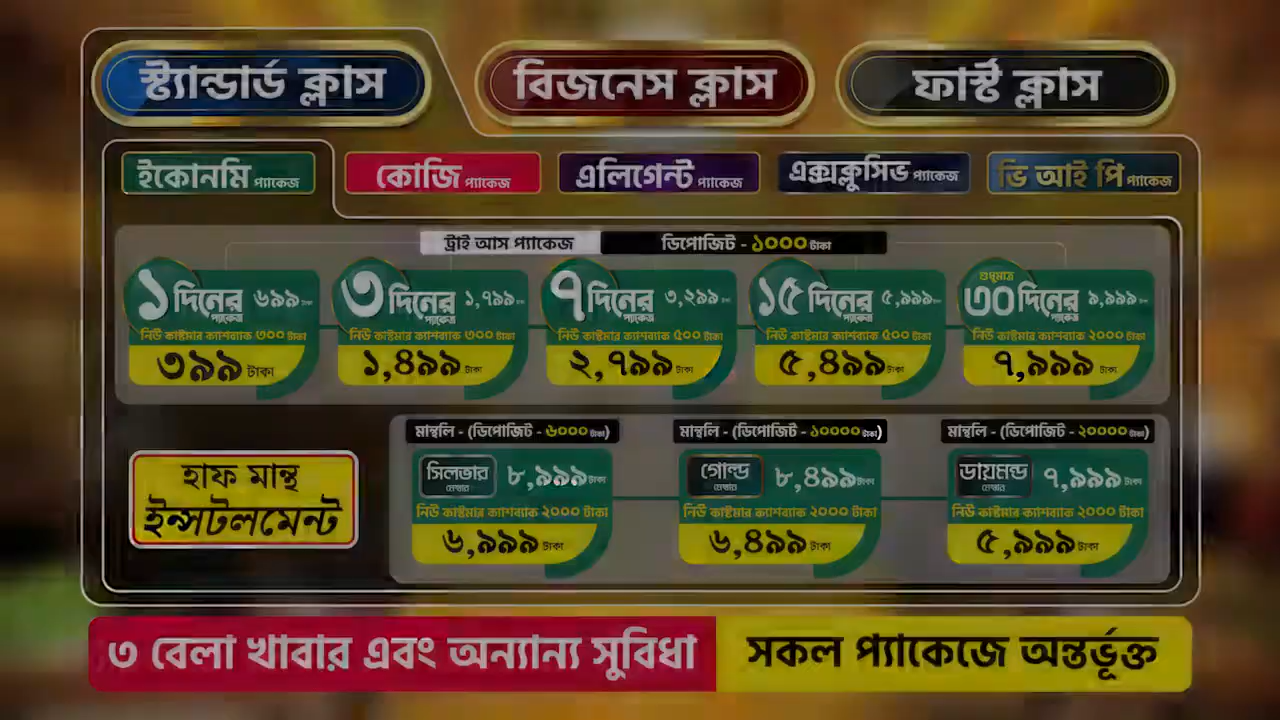 স্ট্যান্ডার্ড ক্লাস
বিজনেস ক্লাস
ফার্স্ট ক্লাস
ইকোনমি প্যাকেজ
কোজি প্যাকেজ
এলিগেন্ট প্যাকেজ
এক্সক্লুসিভ প্যাকেজ
ভি আই পি প্যাকেজ
ট্রাই আস প্যাকেজ
ডিপোজিট - ১০০০ টাকা
১ দিনের প্যাকেজ ৬৯৯ টাকা
নিউ কাষ্টমার ক্যাশব্যাক ৩০০ টাকা
৩৯৯ টাকা
৩ দিনের প্যাকেজ ১,৭৯৯ টাকা
নিউ কাষ্টমার ক্যাশব্যাক ৩০০ টাকা
১,৪৯৯ টাকা
৭ দিনের প্যাকেজ ৩,২৯৯ টাকা
নিউ কাষ্টমার ক্যাশব্যাক ৫০০ টাকা
২,৭৯৯ টাকা
১৫ দিনের প্যাকেজ ৫,৯৯৯ টাকা
নিউ কাষ্টমার ক্যাশব্যাক ৫০০ টাকা
৫,৪৯৯ টাকা
শুধুমাত্র
৩০ দিনের প্যাকেজ ৯,৯৯৯ টাকা
নিউ কাষ্টমার ক্যাশব্যাক ২০০০ টাকা
৭,৯৯৯ টাকা
হাফ মান্থ
ইন্সটলমেন্ট
মান্থলি - (ডিপোজিট - ৬০০০ টাকা)
সিলভার মেম্বার ৮,৯৯৯ টাকা
নিউ কাষ্টমার ক্যাশব্যাক ২০০০ টাকা
৬,৯৯৯ টাকা
মান্থলি - (ডিপোজিট - ১০০০০ টাকা)
গোল্ড মেম্বার ৮,৪৯৯ টাকা
নিউ কাষ্টমার ক্যাশব্যাক ২০০০ টাকা
৬,৪৯৯ টাকা
মান্থলি - (ডিপোজিট - ২০০০০ টাকা)
ডায়মন্ড মেম্বার ৭,৯৯৯ টাকা
নিউ কাষ্টমার ক্যাশব্যাক ২০০০ টাকা
৫,৯৯৯ টাকা
৩ বেলা খাবার এবং অন্যান্য সুবিধা
সকল প্যাকেজে অন্তর্ভূক্ত